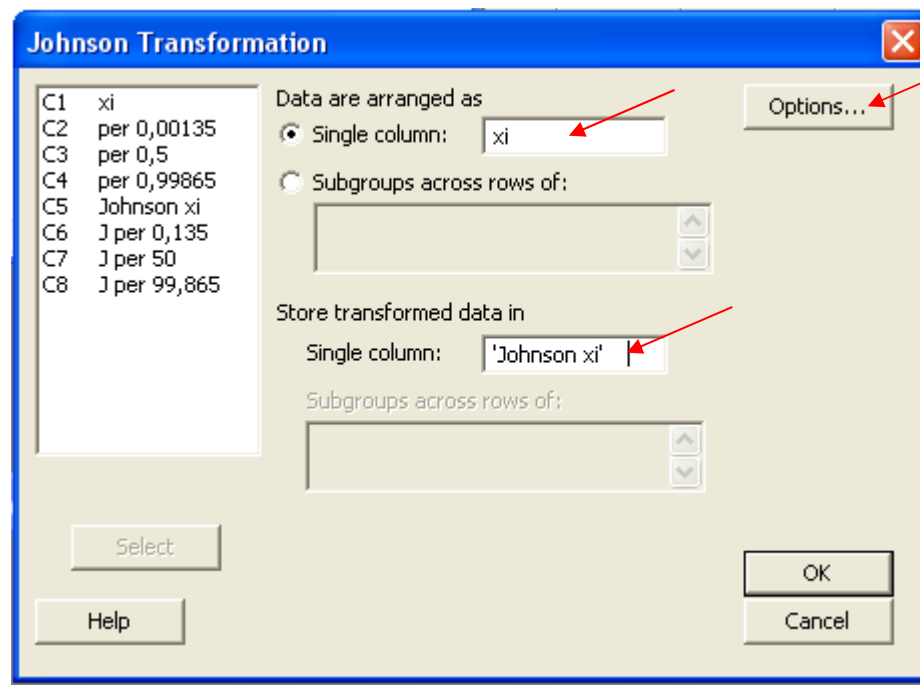 Johnson Transformation
C1 xi
C2 per 0,00135
C3 per 0,5
C4 per 0,99865
C5 Johnson xi
C6 J per 0,135
C7 J per 50
C8 J per 99,865
Data are arranged as
Single column: xi
Subgroups across rows of:
Store transformed data in
Single column: 'Johnson xi'
Subgroups across rows of:
Options...
Select
Help
OK
Cancel